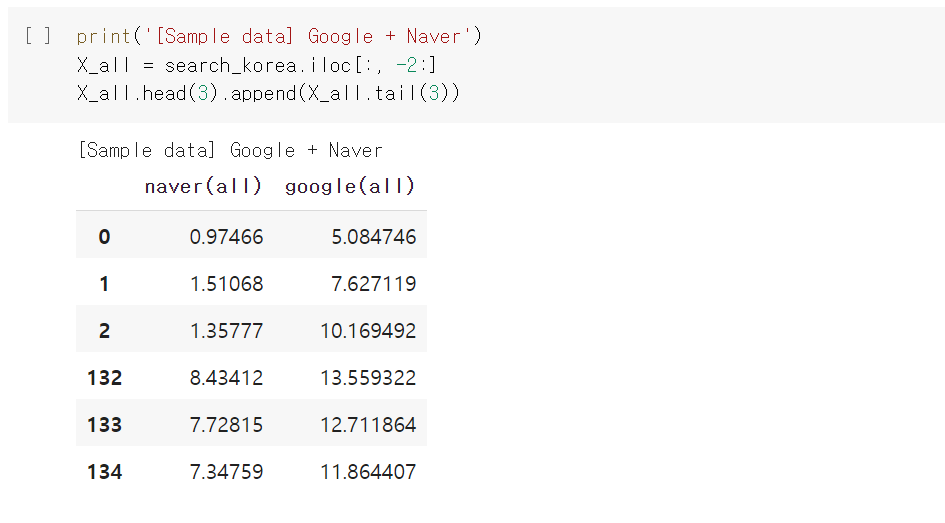 [ ] print('[Sample data] Google + Naver')
X_all = search_korea.iloc[:, -2:]
X_all.head(3).append(X_all.tail(3))
[Sample data] Google + Naver
naver(all) google(all)
0 0.97466 5.084746
1 1.51068 7.627119
2 1.35777 10.169492
132 8.43412 13.559322
133 7.72815 12.711864
134 7.34759 11.864407